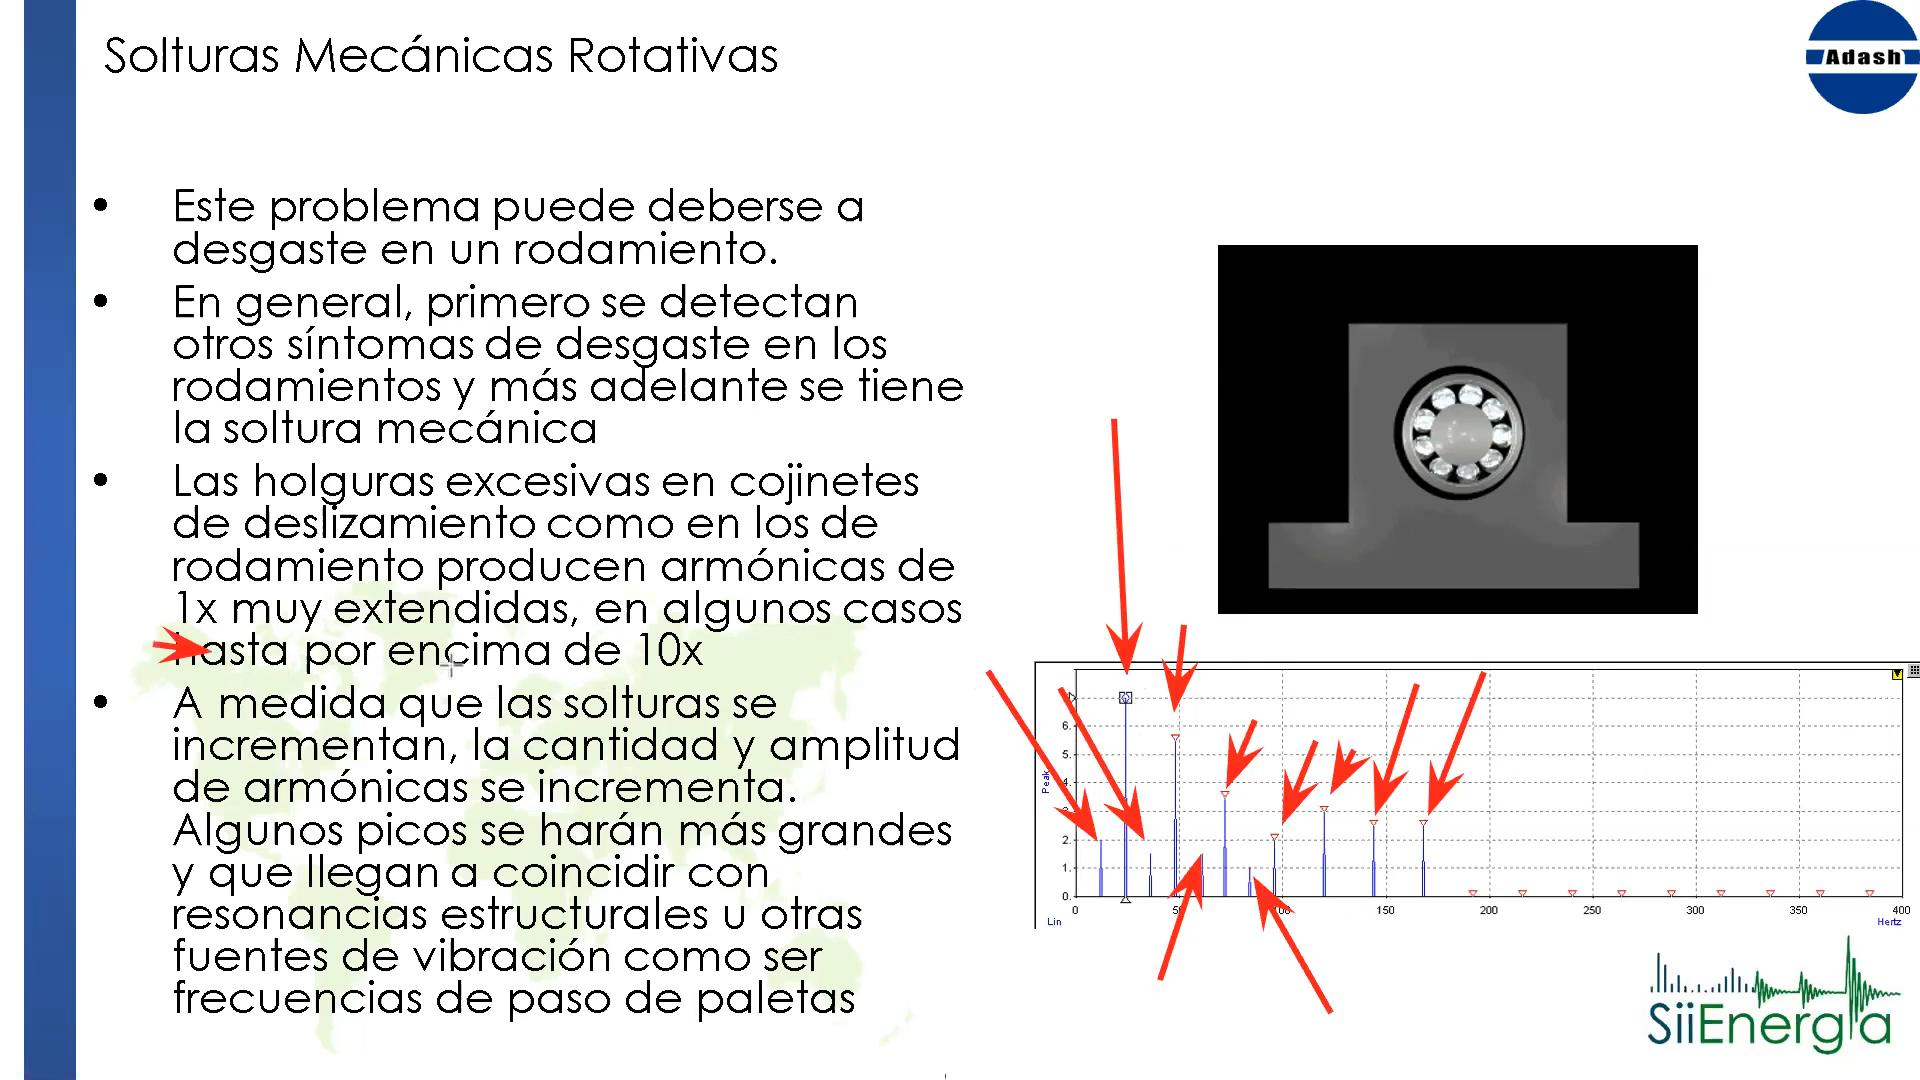 Solturas Mecánicas Rotativas
Adash
• Este problema puede deberse a
desgaste en un rodamiento.
• En general, primero se detectan
otros síntomas de desgaste en los
rodamientos y más adelante se tiene
la soltura mecánica
• Las holguras excesivas en cojinetes
de deslizamiento como en los de
rodamiento producen armónicas de
1x muy extendidas, en algunos casos
hasta por encima de 10x
• A medida que las solturas se
incrementan, la cantidad y amplitud
de armónicas se incrementa.
Algunos picos se harán más grandes
y que llegan a coincidir con
resonancias estructurales u otras
fuentes de vibración como ser
frecuencias de paso de paletas
6.
5.
4.
3.
2.
1.
0.
Peak
0 50 100 150 200 250 300 350 400
Lin
Hertz
SiiEnergía